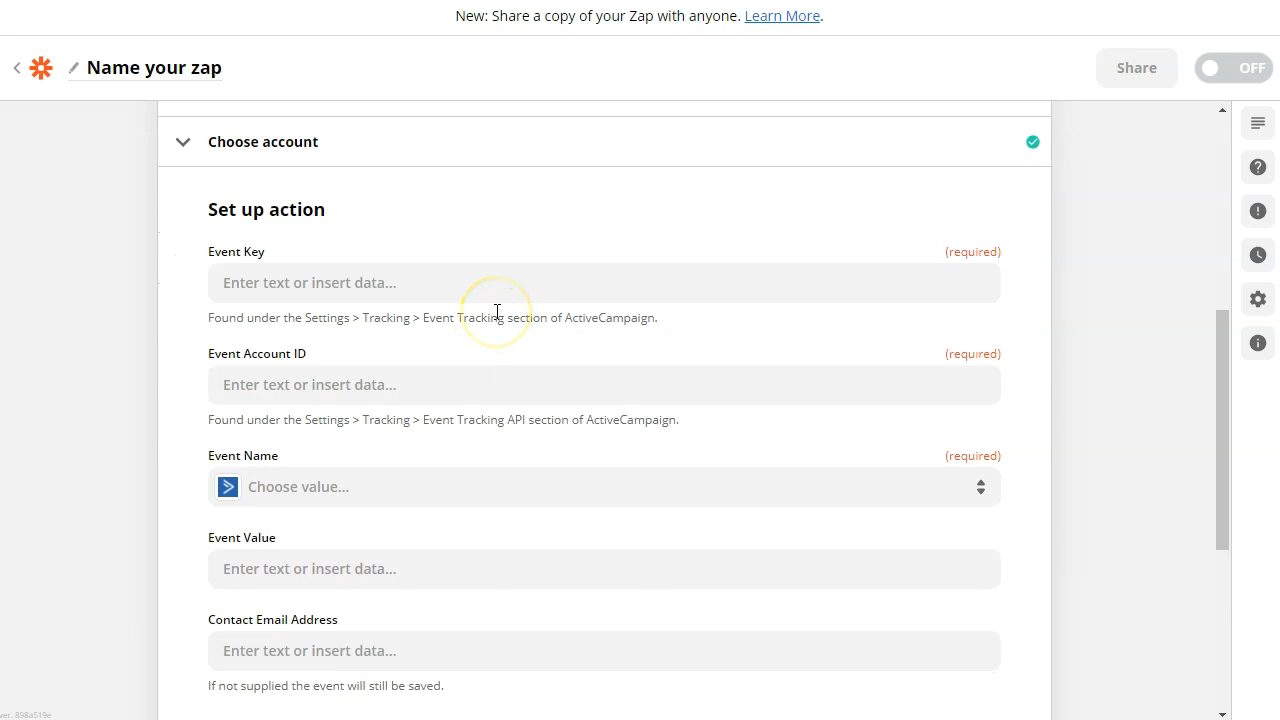 New: Share a copy of your Zap with anyone. Learn More.
Name your zap
Share
OFF
Choose account
Set up action
Event Key (required)
Enter text or insert data...
Found under the Settings > Tracking > Event Tracking section of ActiveCampaign.
Event Account ID (required)
Enter text or insert data...
Found under the Settings > Tracking > Event Tracking API section of ActiveCampaign.
Event Name (required)
Choose value...
Event Value
Enter text or insert data...
Contact Email Address
Enter text or insert data...
If not supplied the event will still be saved.
ver. 898a519e